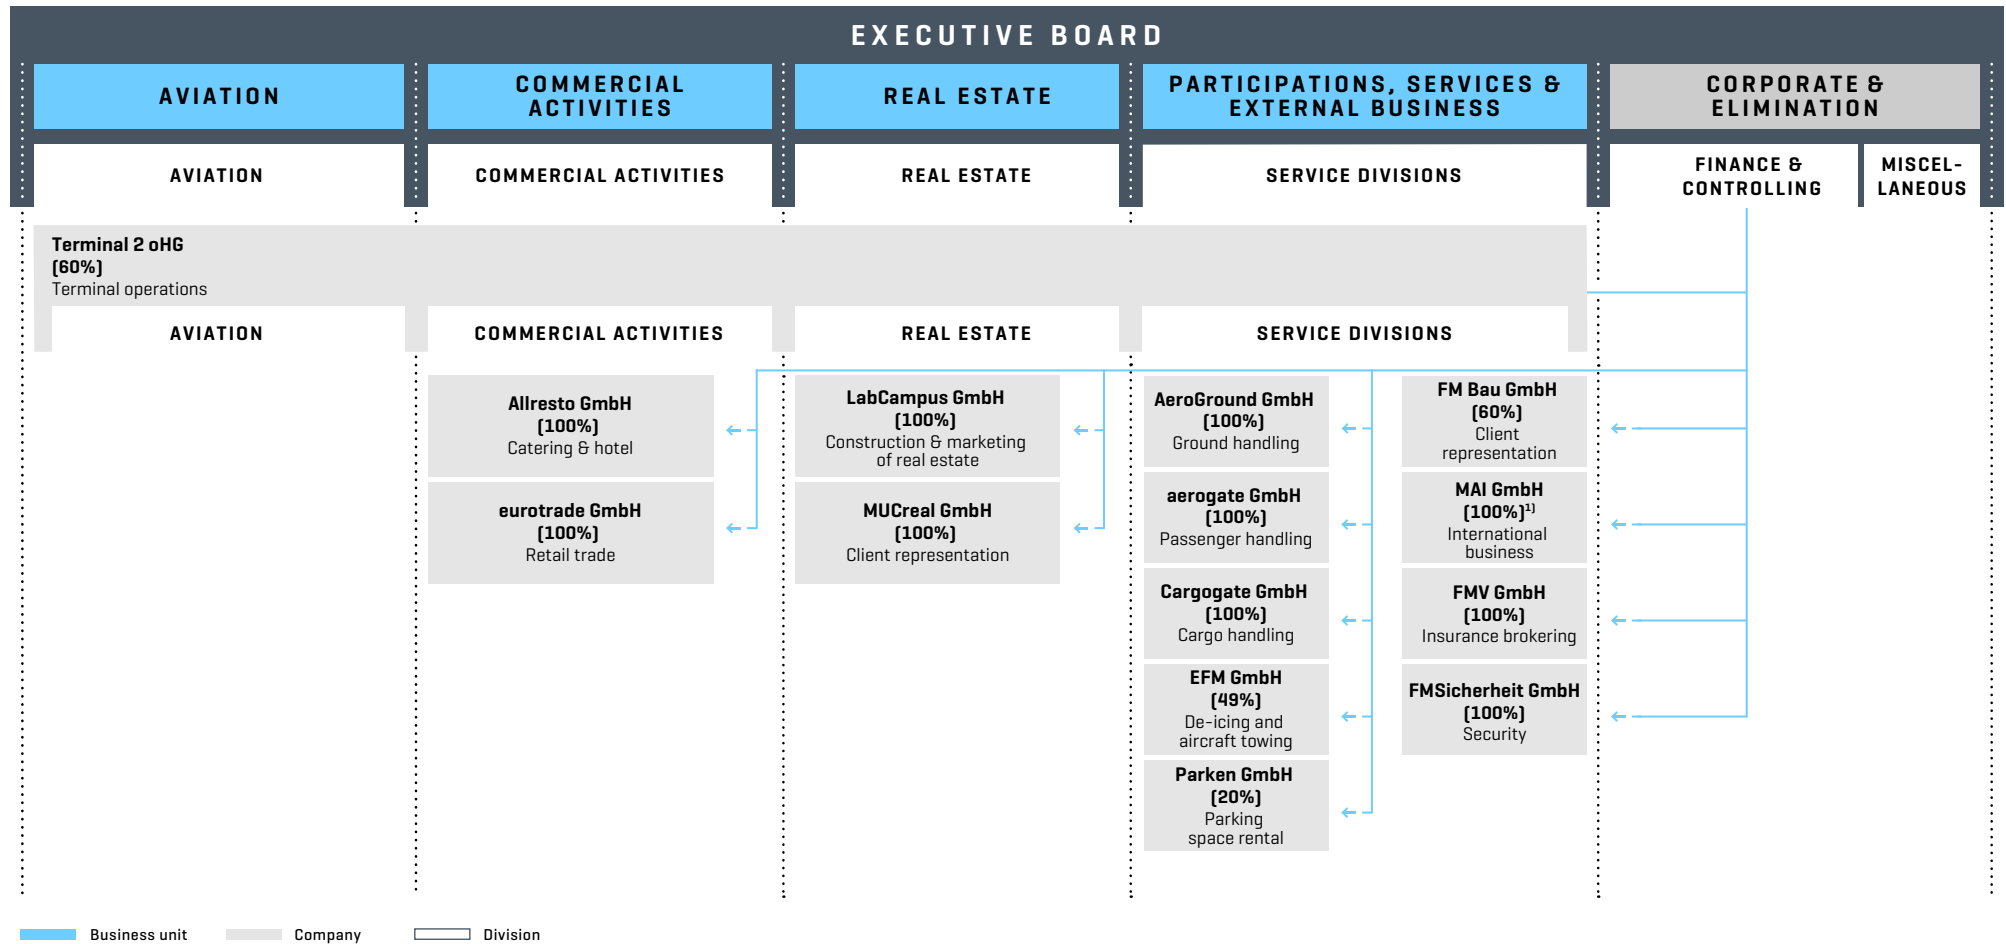 EXECUTIVE BOARD
AVIATION
COMMERCIAL
ACTIVITIES
REAL ESTATE
PARTICIPATIONS, SERVICES &
EXTERNAL BUSINESS
CORPORATE &
ELIMINATION
AVIATION
COMMERCIAL ACTIVITIES
REAL ESTATE
SERVICE DIVISIONS
FINANCE &
CONTROLLING
MISCEL-
LANEOUS
Terminal 2 oHG
(60%)
Terminal operations
AVIATION
COMMERCIAL ACTIVITIES
REAL ESTATE
SERVICE DIVISIONS
Allresto GmbH
(100%)
Catering & hotel
eurotrade GmbH
(100%)
Retail trade
LabCampus GmbH
(100%)
Construction & marketing
of real estate
MUCreal GmbH
(100%)
Client representation
AeroGround GmbH
(100%)
Ground handling
aerogate GmbH
(100%)
Passenger handling
Cargogate GmbH
(100%)
Cargo handling
EFM GmbH
(49%)
De-icing and
aircraft towing
Parken GmbH
(20%)
Parking
space rental
FM Bau GmbH
(60%)
Client
representation
MAI GmbH
(100%)¹⁾
International
business
FMV GmbH
(100%)
Insurance brokering
FMSicherheit GmbH
(100%)
Security
Business unit
Company
Division